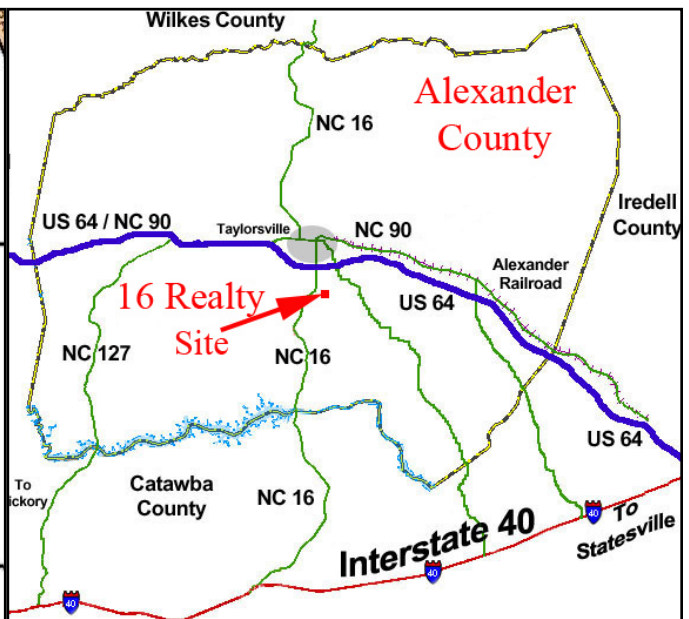 Wilkes County
Alexander
County
NC 16
Iredell
County
US 64 / NC 90
Taylorsville
NC 90
Alexander
Railroad
16 Realty
Site
US 64
NC 127
NC 16
US 64
To
ickory
Catawba
County
NC 16
Interstate 40
40
To
Statesville
40
40